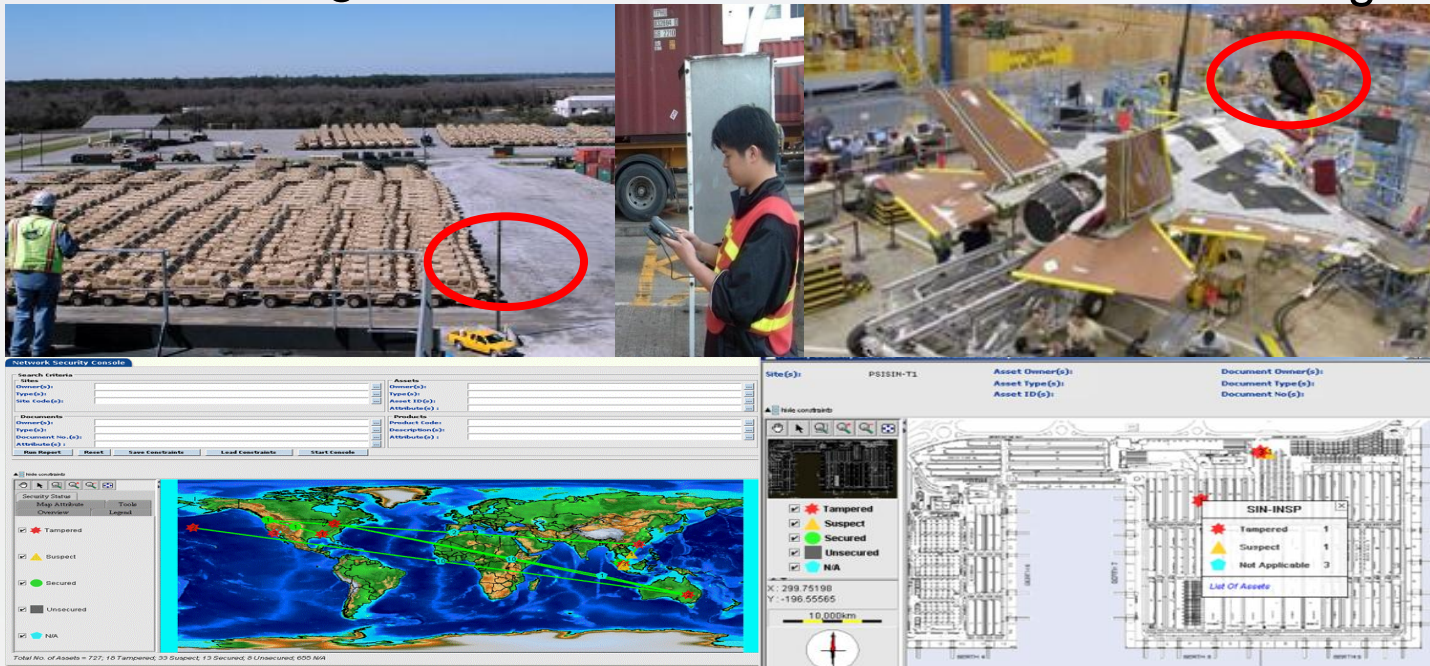 Network Security Console
Search Criteria
Sites
Owner(s):
Type(s):
Site Code(s):
Assets
Owner(s):
Type(s):
Asset ID(s):
Attribute(s) :
Documents
Owner(s):
Type(s):
Document No.(s):
Attribute(s) :
Products
Product Code:
Description(s):
Attribute(s) :
Run Report
Reset
Save Constraints
Load Constraints
Start Console
Hide constraints
Security Status
Map Attribute
Tools
Overview
Legend
Tampered
Suspect
Secured
Unsecured
N/A
Total No. of Assets = 727, 18 Tampered, 33 Suspect, 13 Secured, 8 Unsecured, 655 N/A
Site(s):
PSISIN-T1
Asset Owner(s):
Asset Type(s):
Asset ID(s):
Document Owner(s):
Document Type(s):
Document No(s):
Hide constraints
Tampered
Suspect
Secured
Unsecured
N/A
X : 299.75198
Y : -196.55565
10,000km
SIN-INSP
Tampered 1
Suspect 1
Not Applicable 3
List Of Assets